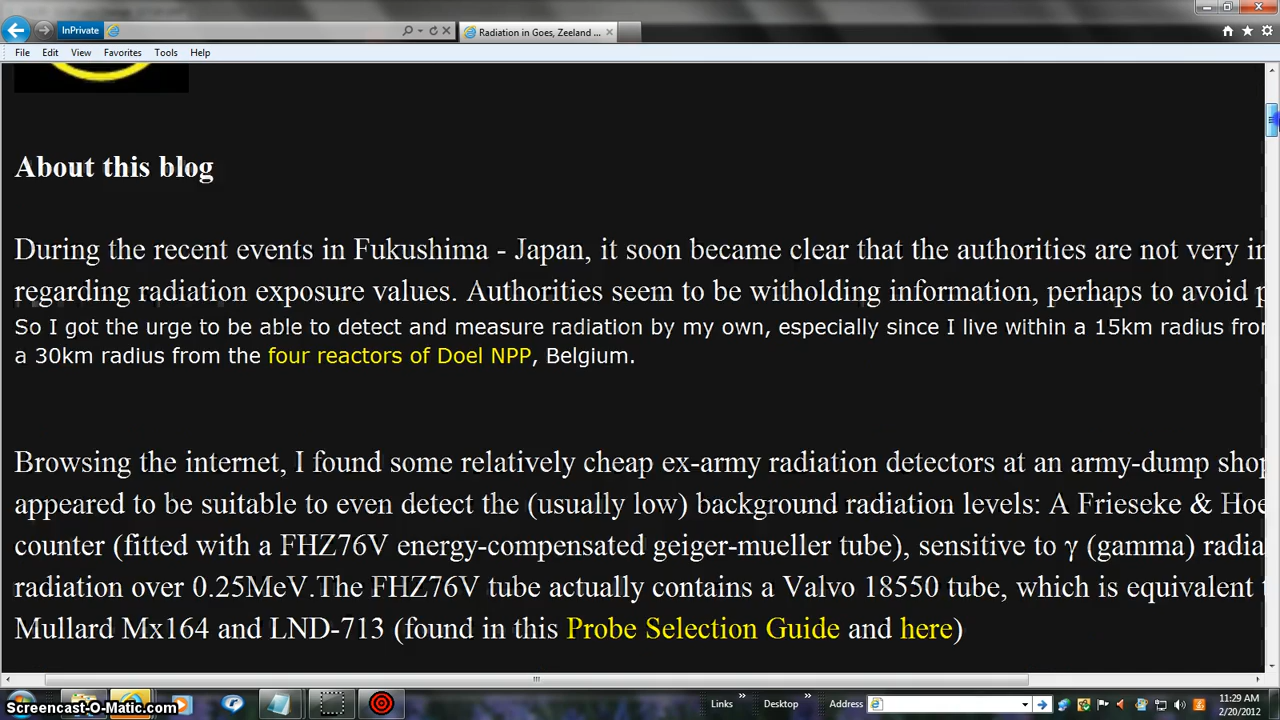 InPrivate
Radiation in Goes, Zeeland ...
File Edit View Favorites Tools Help
About this blog
During the recent events in Fukushima - Japan, it soon became clear that the authorities are not very in
regarding radiation exposure values. Authorities seem to be witholding information, perhaps to avoid p
So I got the urge to be able to detect and measure radiation by my own, especially since I live within a 15km radius from
a 30km radius from the four reactors of Doel NPP, Belgium.
Browsing the internet, I found some relatively cheap ex-army radiation detectors at an army-dump shop
appeared to be suitable to even detect the (usually low) background radiation levels: A Frieseke & Hoe
counter (fitted with a FHZ76V energy-compensated geiger-mueller tube), sensitive to γ (gamma) radia
radiation over 0.25MeV.The FHZ76V tube actually contains a Valvo 18550 tube, which is equivalent t
Mullard Mx164 and LND-713 (found in this Probe Selection Guide and here)
Screencast-O-Matic.com
Links » Desktop » Address
11:29 AM
2/20/2012